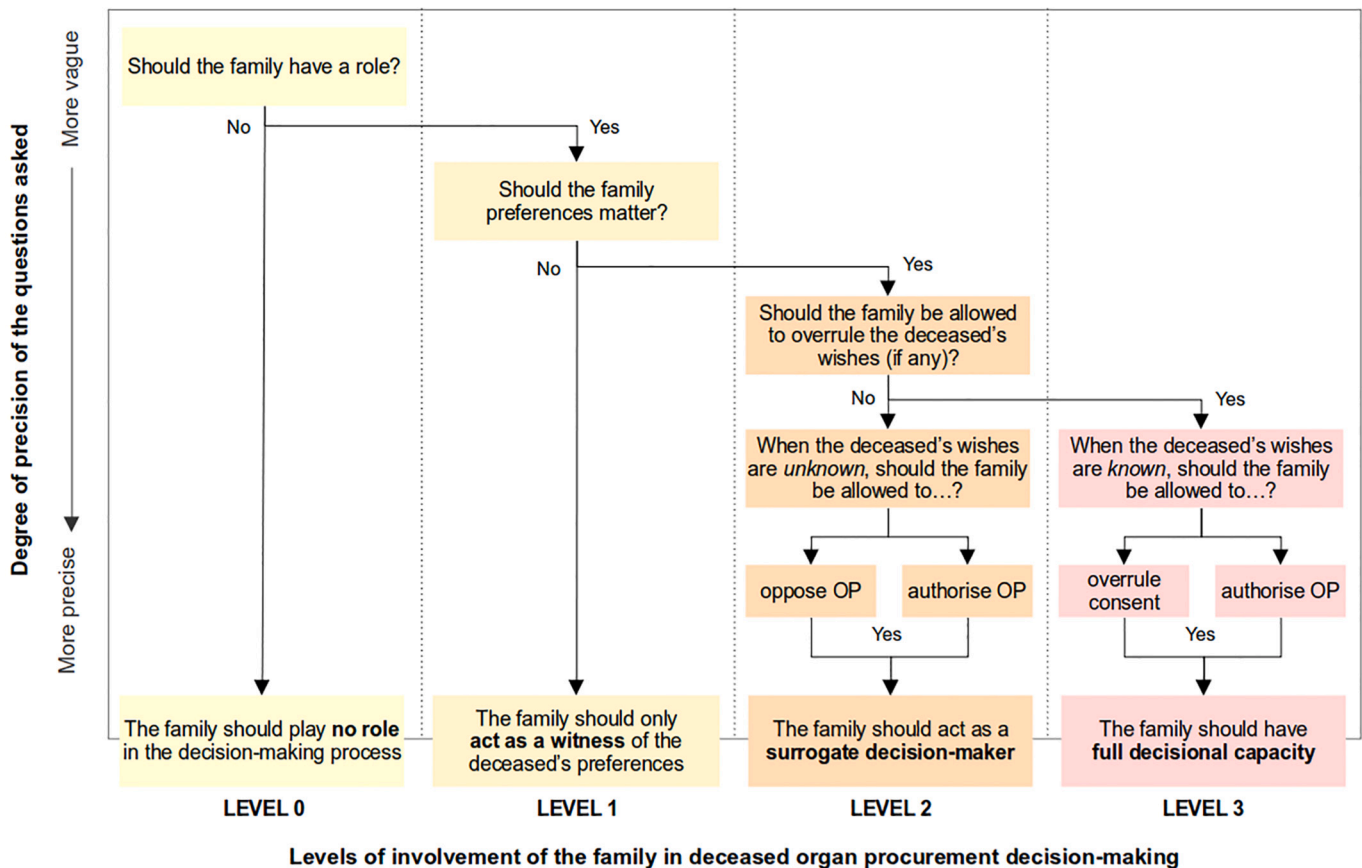 Degree of precision of the questions asked
More vague
More precise
Should the family have a role?
No
Yes
Should the family
preferences matter?
No
Yes
Should the family be allowed
to overrule the deceased's
wishes (if any)?
No
Yes
When the deceased's wishes
are unknown, should the family
be allowed to…?
When the deceased's wishes
are known, should the family
be allowed to…?
oppose OP
authorise OP
overrule
consent
authorise OP
Yes
Yes
The family should play no role
in the decision-making process
The family should only
act as a witness of the
deceased's preferences
The family should act as a
surrogate decision-maker
The family should have
full decisional capacity
LEVEL 0
LEVEL 1
LEVEL 2
LEVEL 3
Levels of involvement of the family in deceased organ procurement decision-making